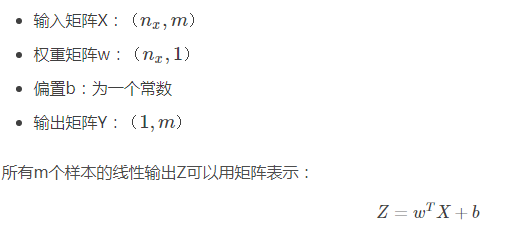 • 输入矩阵X：（n_x, m）
• 权重矩阵w：（n_x, 1）
• 偏置b：为一个常数
• 输出矩阵Y：（1, m）
所有m个样本的线性输出Z可以用矩阵表示：
Z = w^T X + b